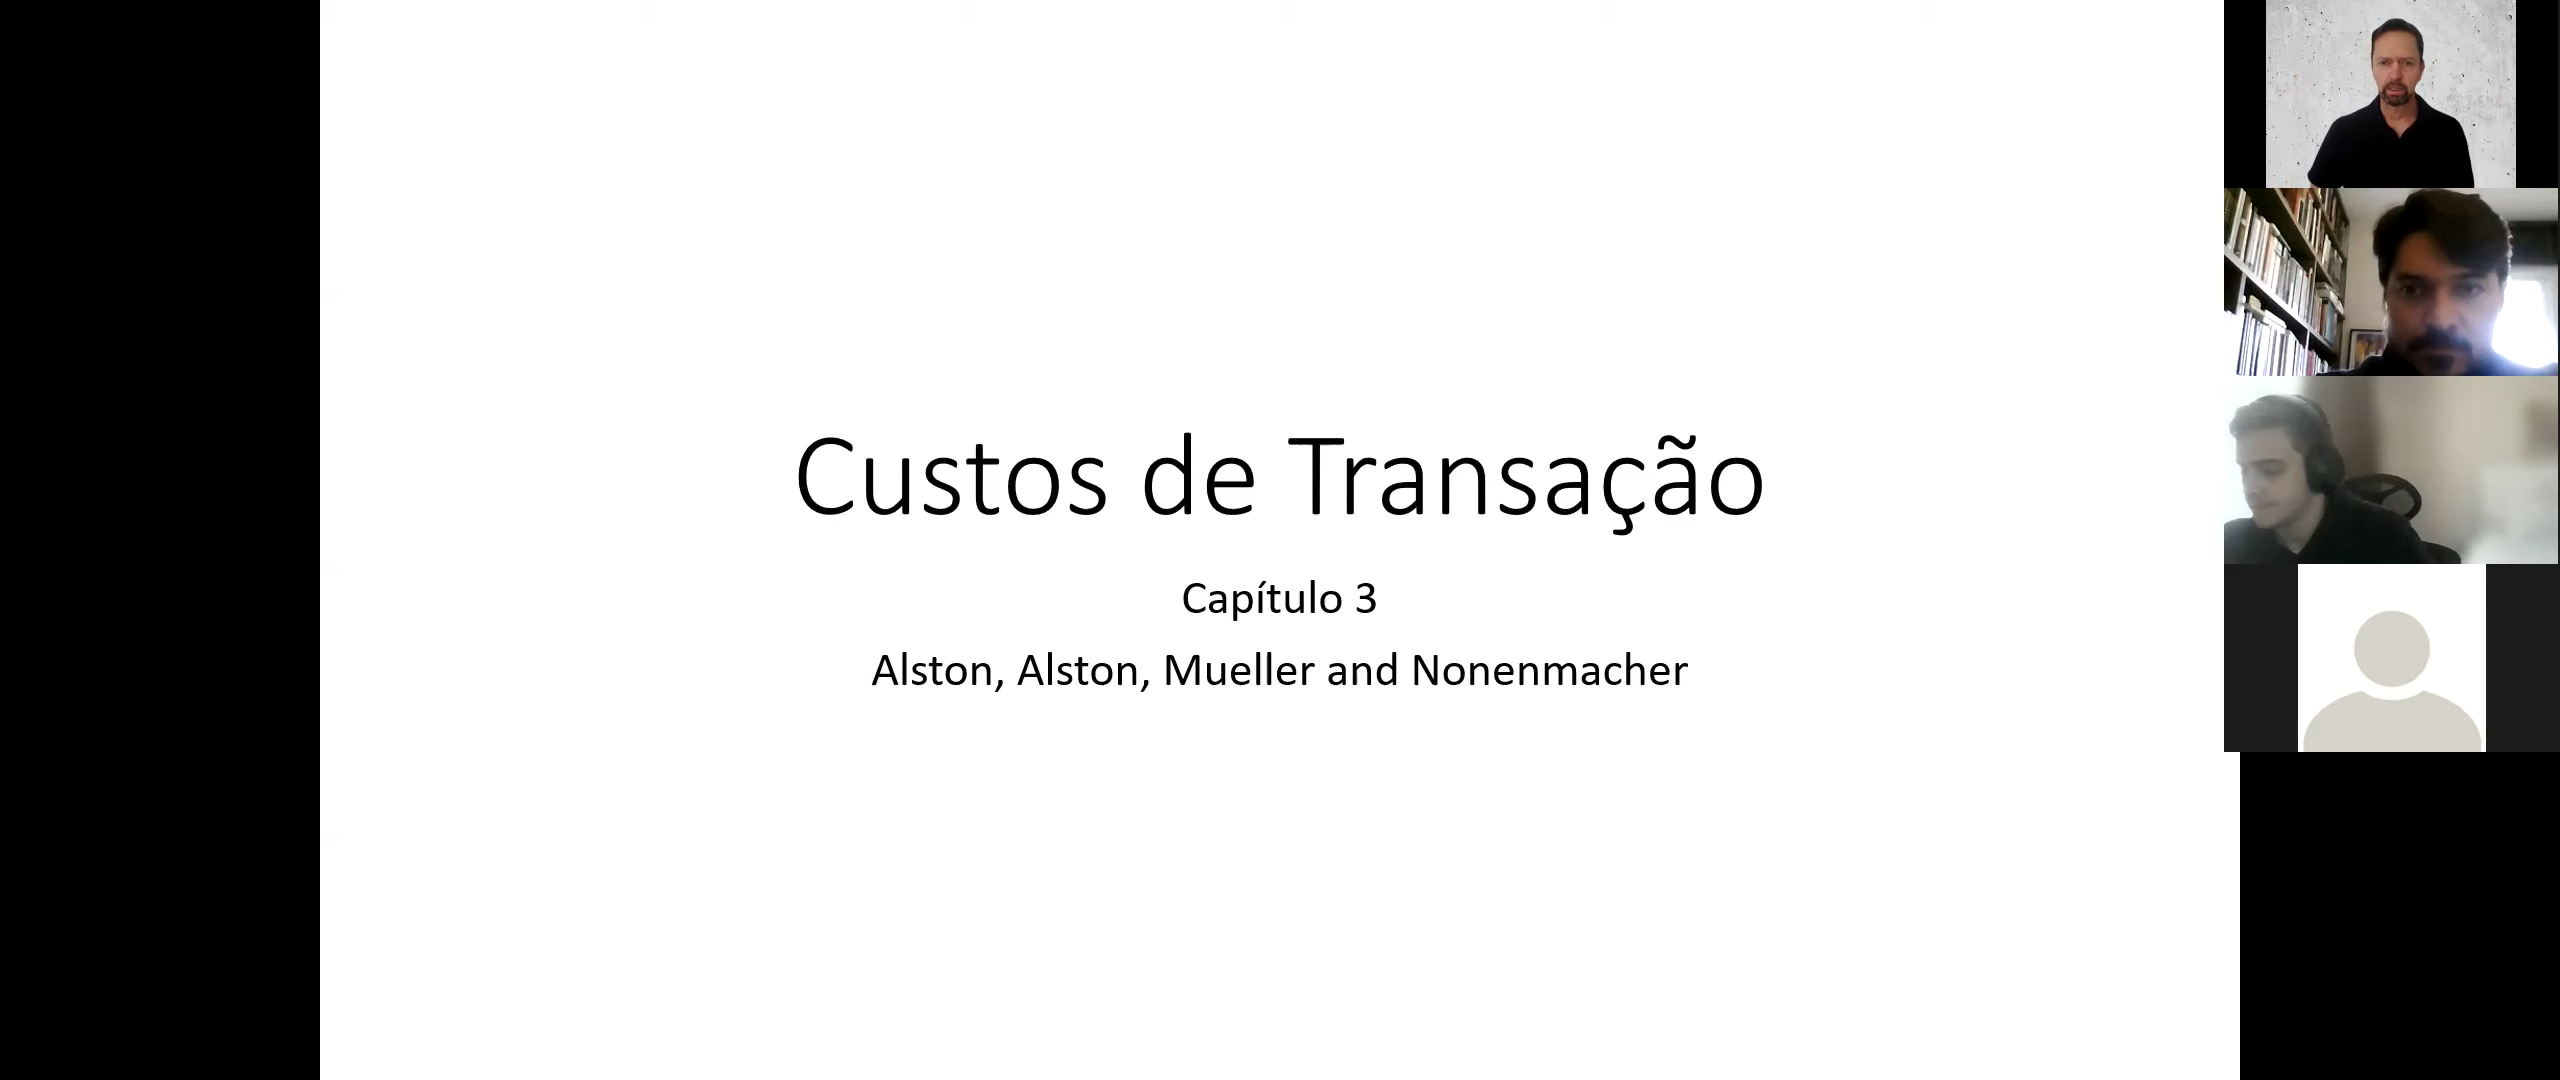 Custos de Transação
Capítulo 3
Alston, Alston, Mueller and Nonenmacher